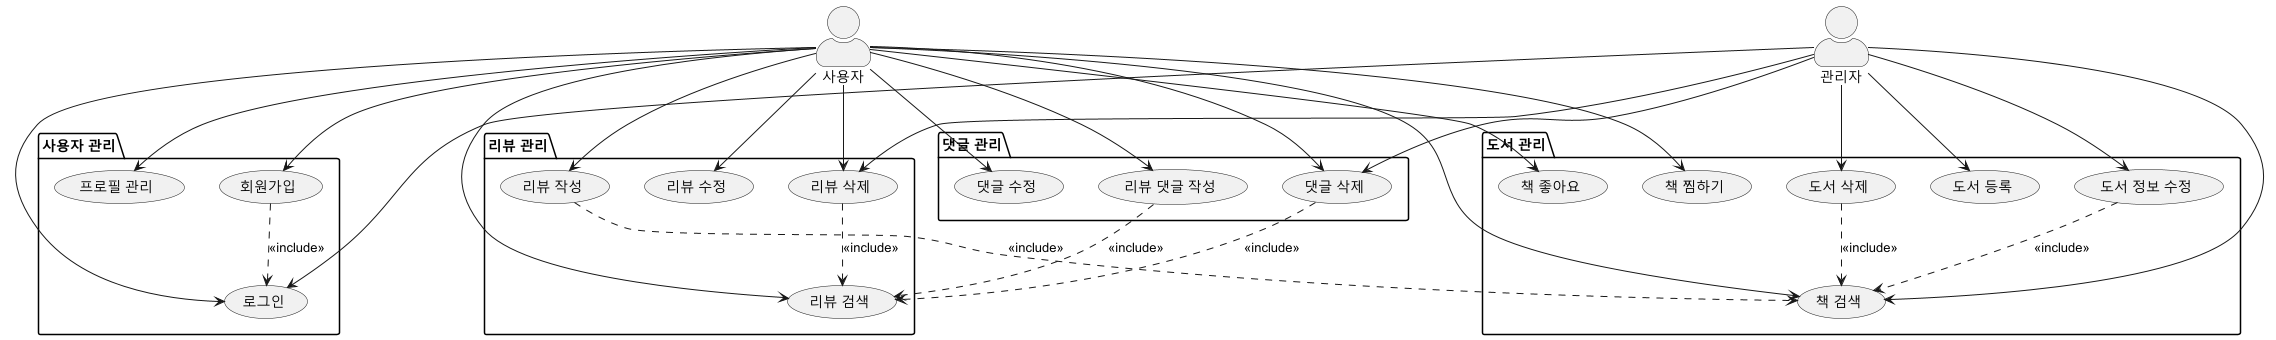 사용자
관리자
사용자 관리
리뷰 관리
댓글 관리
도서 관리
프로필 관리
회원가입
리뷰 작성
리뷰 수정
리뷰 삭제
댓글 수정
리뷰 댓글 작성
댓글 삭제
책 좋아요
책 찜하기
도서 삭제
도서 등록
도서 정보 수정
«include»
«include»
«include»
«include»
«include»
«include»
«include»
로그인
리뷰 검색
책 검색